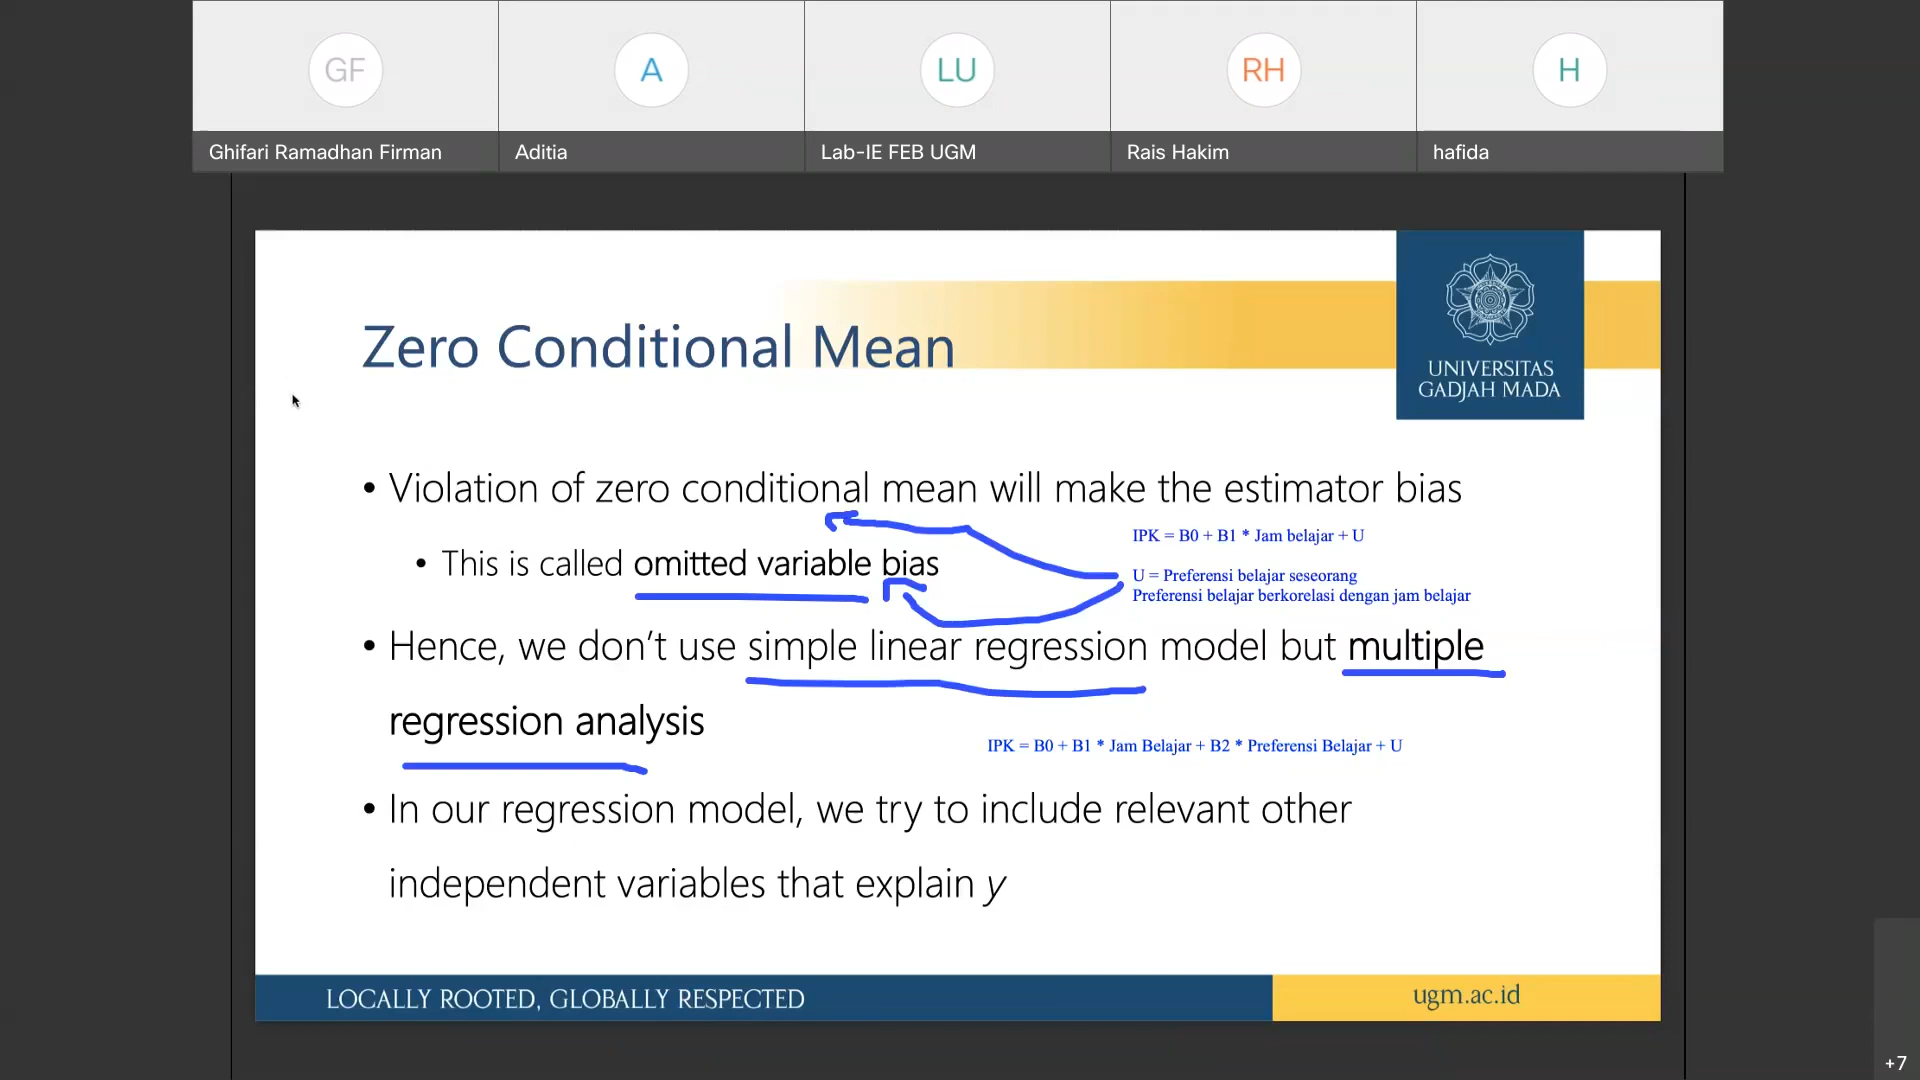 GF
A
LU
RH
H
Ghifari Ramadhan Firman
Aditia
Lab-IE FEB UGM
Rais Hakim
hafida
UNIVERSITAS
GADJAH MADA
Zero Conditional Mean
• Violation of zero conditional mean will make the estimator bias
IPK = B0 + B1 * Jam belajar + U
• This is called omitted variable bias
U = Preferensi belajar seseorang
Preferensi belajar berkorelasi dengan jam belajar
• Hence, we don't use simple linear regression model but multiple
regression analysis
IPK = B0 + B1 * Jam Belajar + B2 * Preferensi Belajar + U
• In our regression model, we try to include relevant other
independent variables that explain y
LOCALLY ROOTED, GLOBALLY RESPECTED
ugm.ac.id
+7